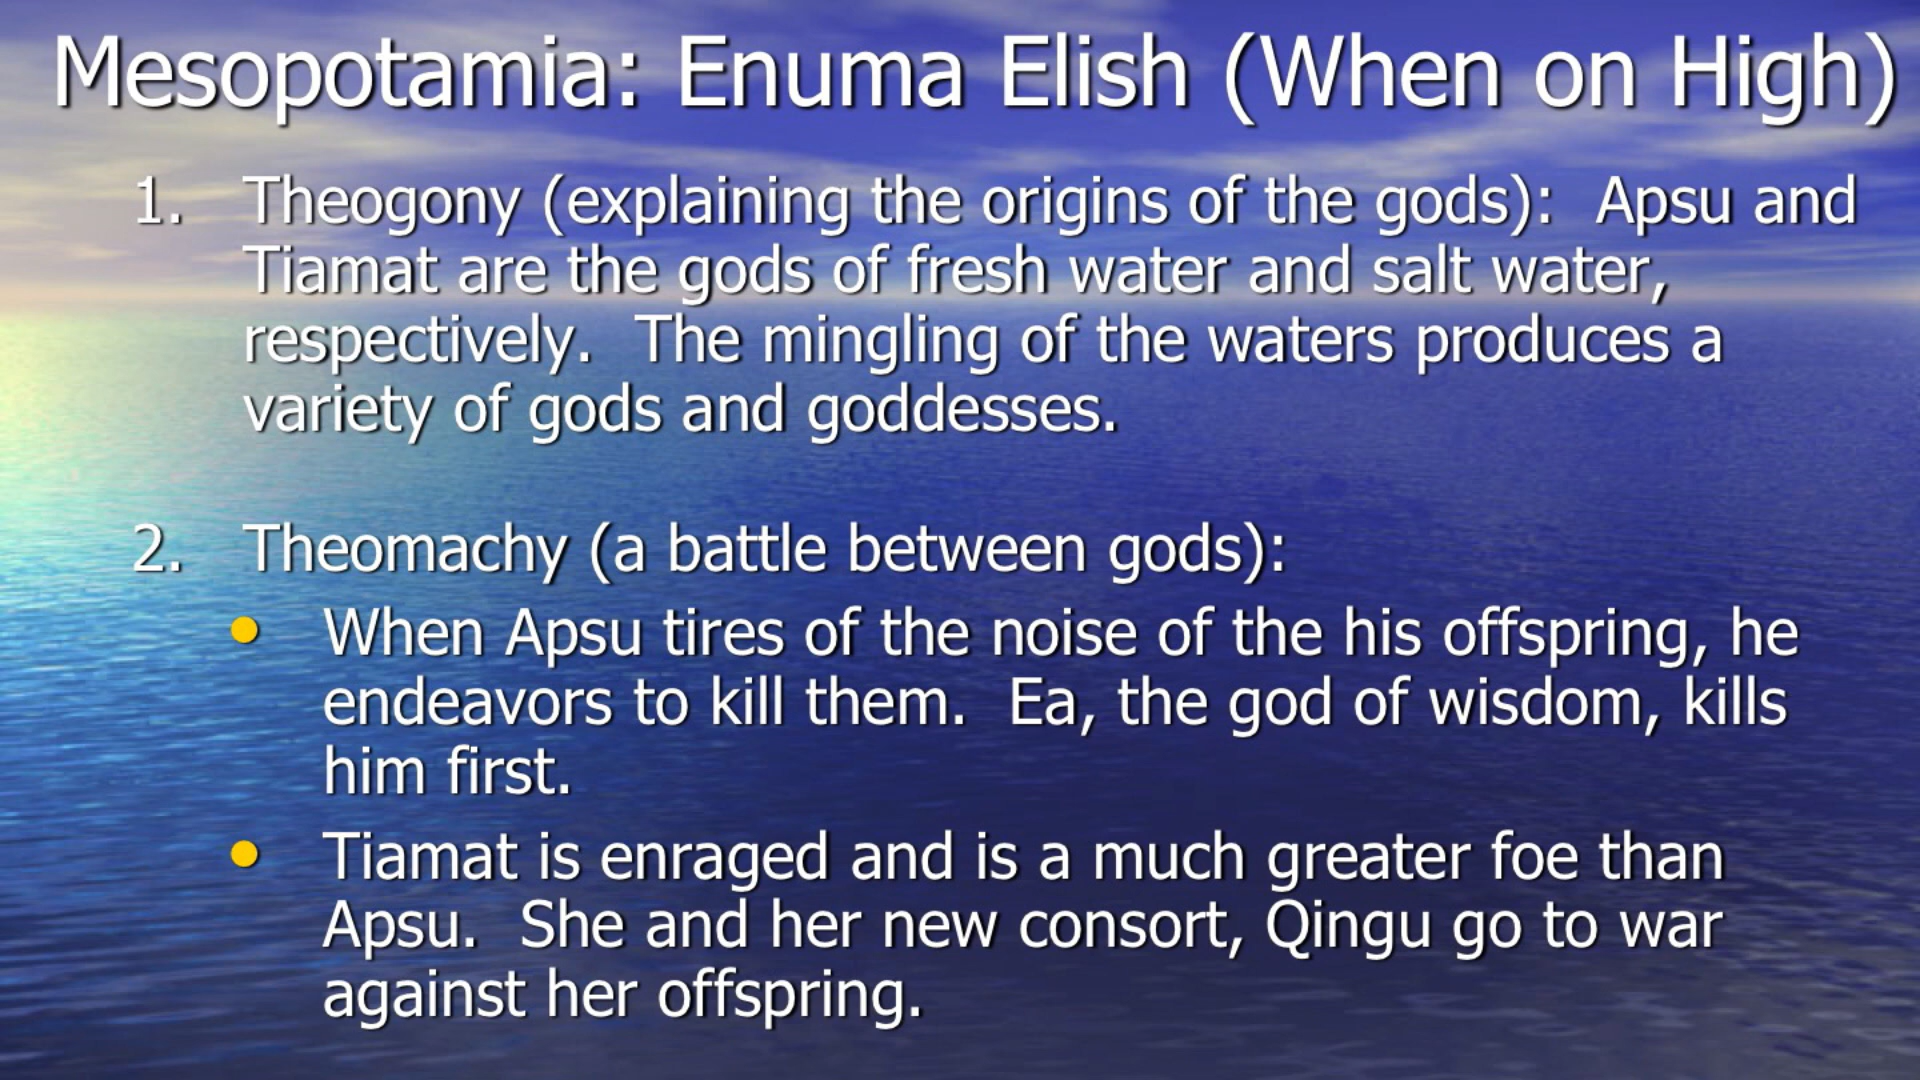 Mesopotamia: Enuma Elish (When on High)
1. Theogony (explaining the origins of the gods): Apsu and
Tiamat are the gods of fresh water and salt water,
respectively. The mingling of the waters produces a
variety of gods and goddesses.
2. Theomachy (a battle between gods):
• When Apsu tires of the noise of the his offspring, he
endeavors to kill them. Ea, the god of wisdom, kills
him first.
• Tiamat is enraged and is a much greater foe than
Apsu. She and her new consort, Qingu go to war
against her offspring.